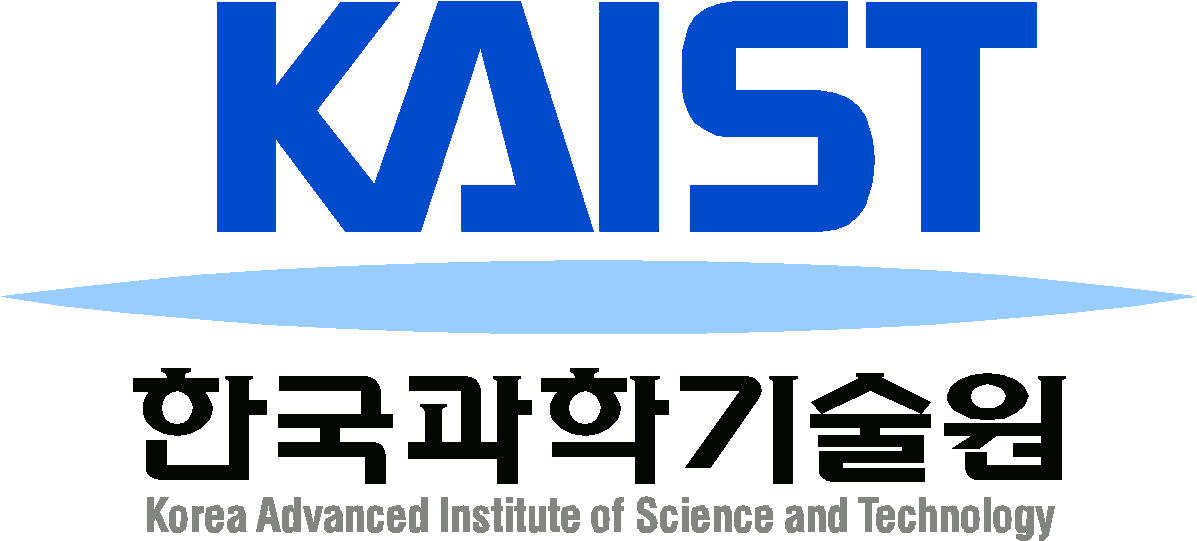 KAIST
한국과학기술원
Korea Advanced Institute of Science and Technology